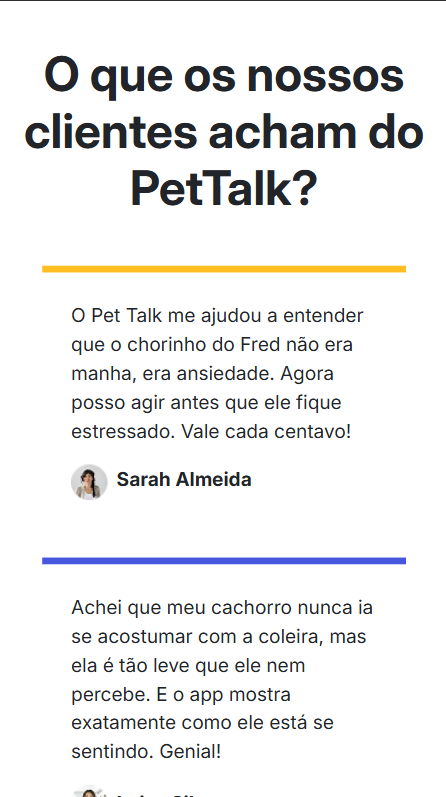 O que os nossos
clientes acham do
PetTalk?
O Pet Talk me ajudou a entender
que o chorinho do Fred não era
manha, era ansiedade. Agora
posso agir antes que ele fique
estressado. Vale cada centavo!
Sarah Almeida
Achei que meu cachorro nunca ia
se acostumar com a coleira, mas
ela é tão leve que ele nem
percebe. E o app mostra
exatamente como ele está se
sentindo. Genial!